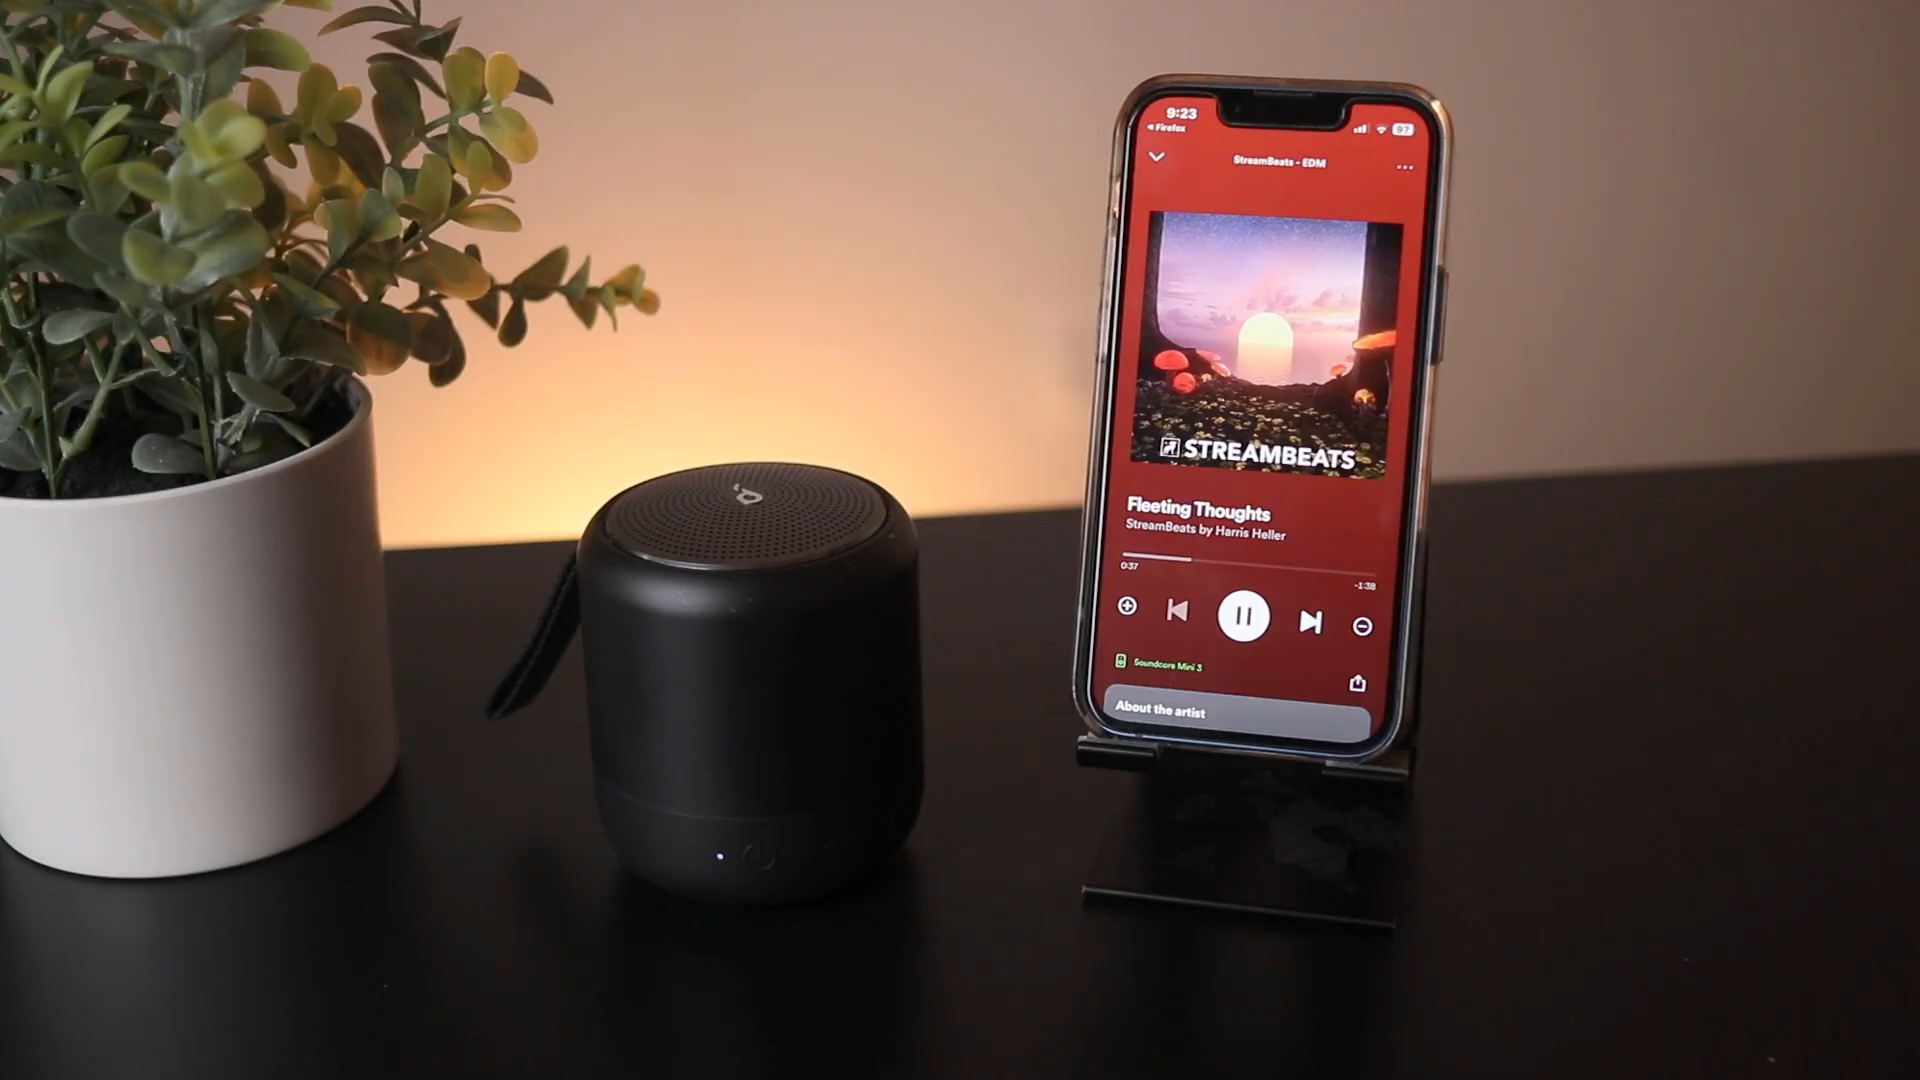 9:23
Firefox
97
StreamBeats - EDM
STREAMBEATS
Fleeting Thoughts
StreamBeats by Harris Heller
0:37
-1:38
Soundcore Mini 3
About the artist